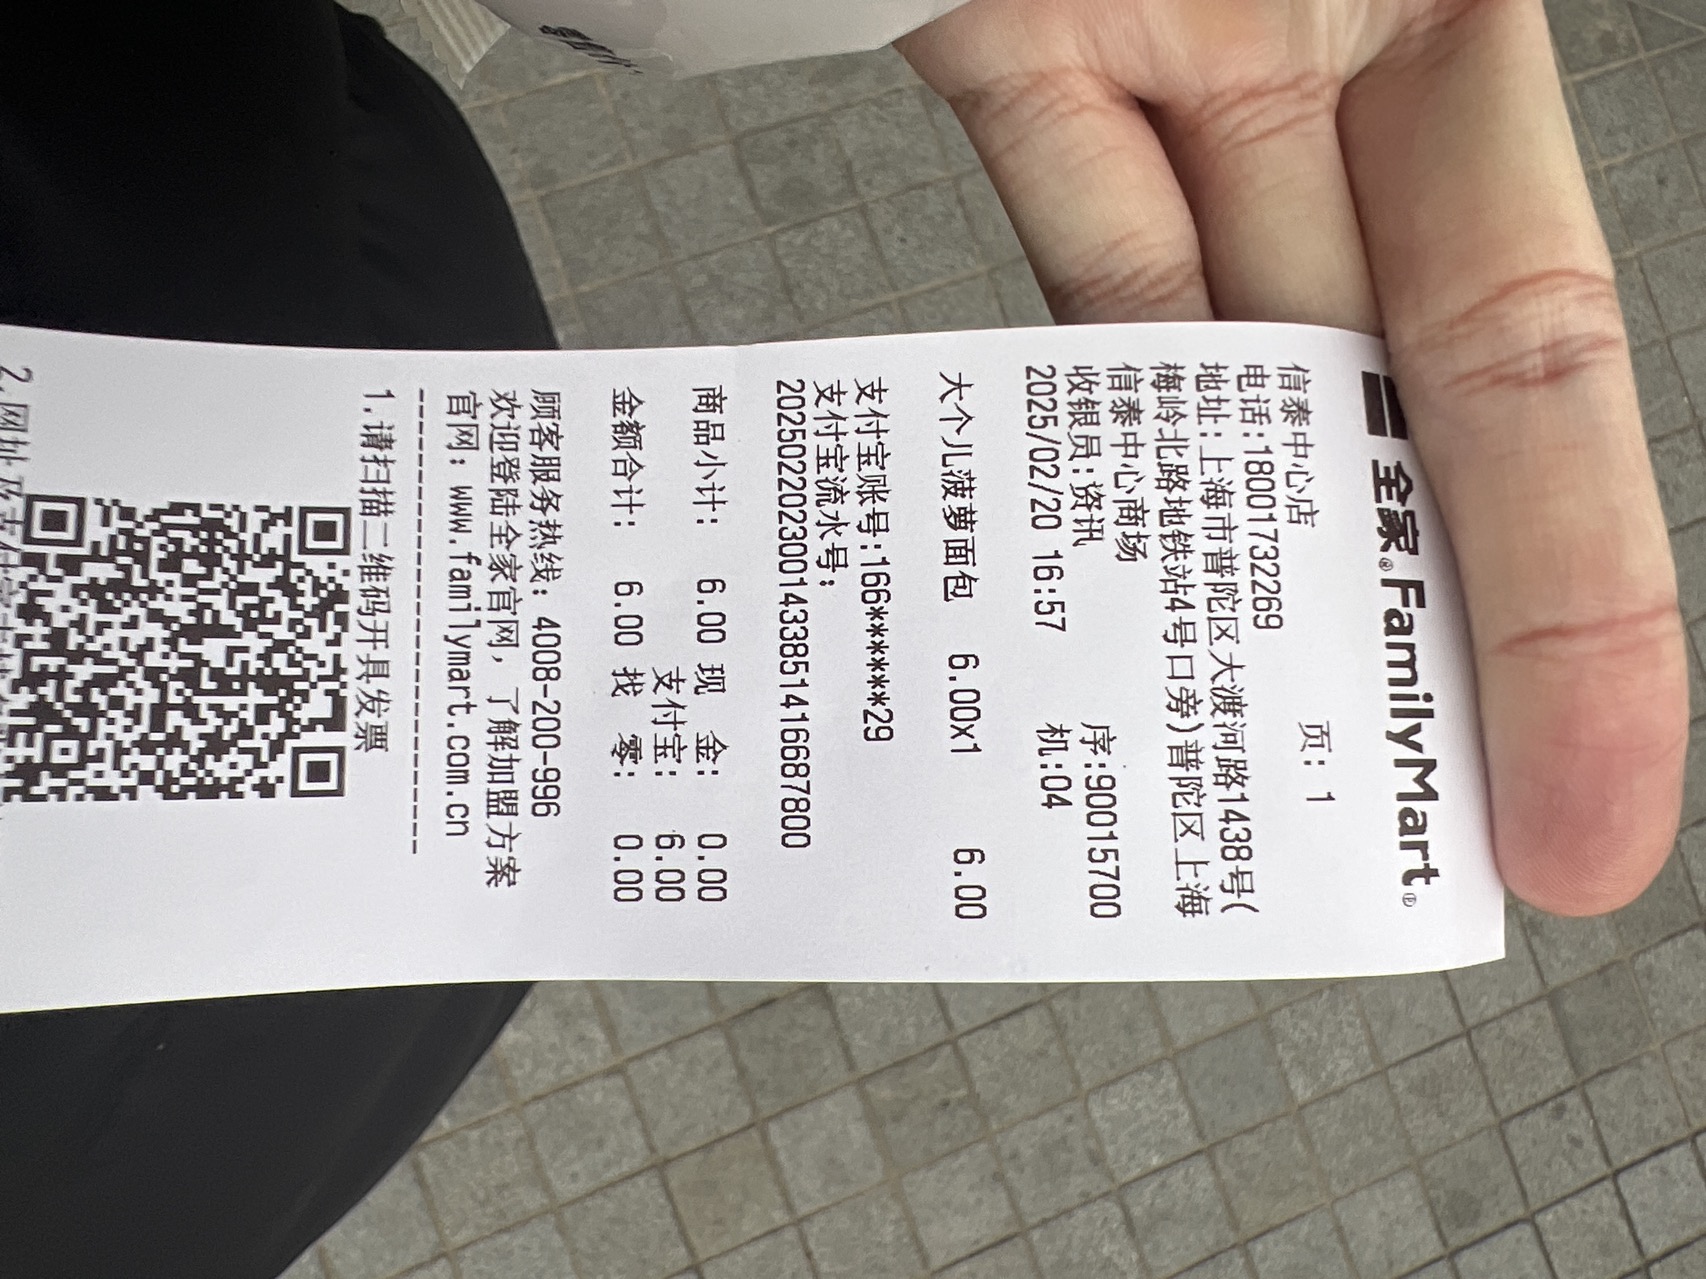 全家 FamilyMart
信泰中心店 页: 1
电话:18001732269
地址:上海市普陀区大渡河路1438号(
梅岭北路地铁站4号口旁)普陀区上海
信泰中心商场
收银员:资讯 序:90015700
2025/02/20 16:57 机:04
大个儿菠萝面包 6.00x1 6.00
支付宝账号:166*******29
支付宝流水号:
2025022022300143385141668 7800
商品小计: 6.00 现 金: 0.00
支付宝: 6.00
金额合计: 6.00 找 零: 0.00
顾客服务热线: 4008-200-996
欢迎登陆全家官网, 了解加盟方案
官网: www.familymart.com.cn
--------------------------------
1.请扫描二维码开具发票